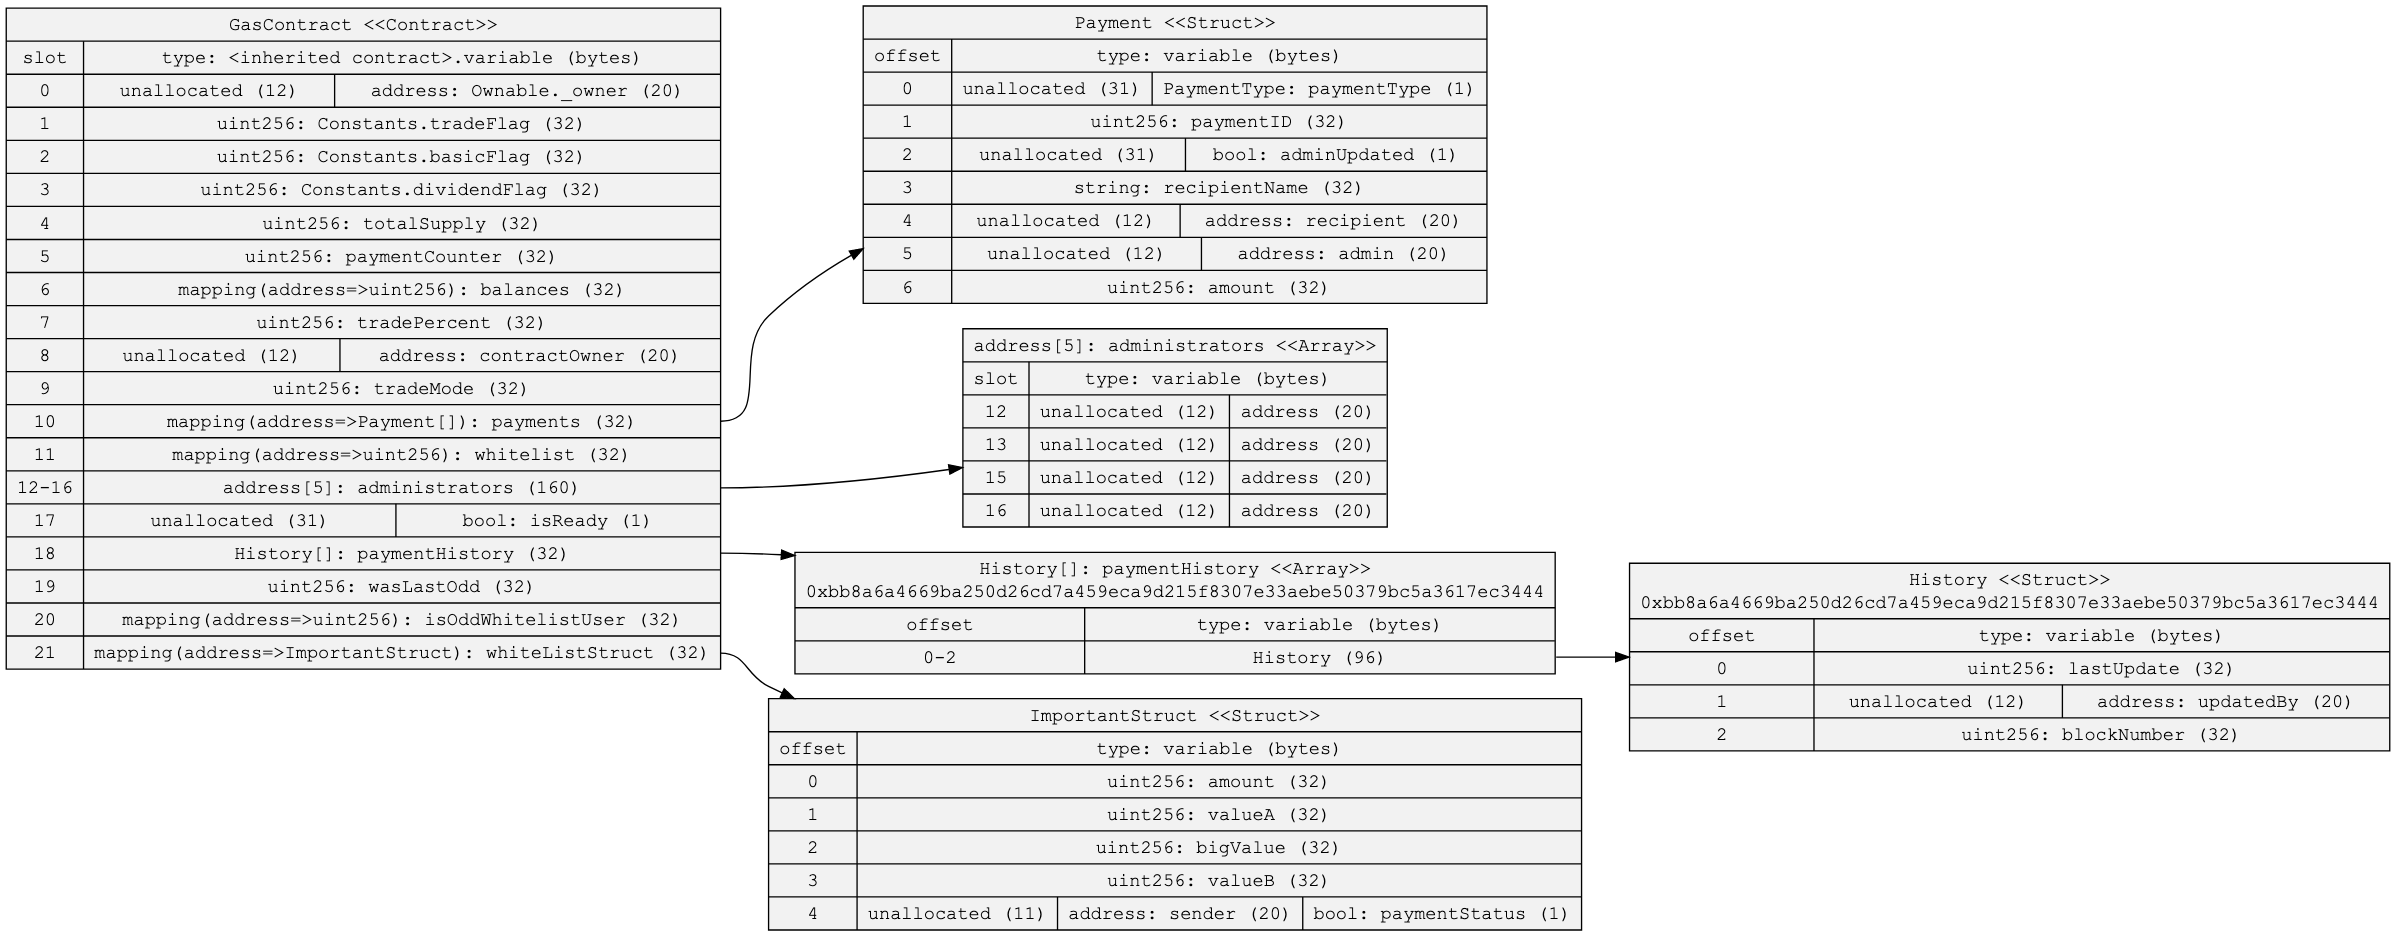 GasContract <<Contract>>
slot type: <inherited contract>.variable (bytes)
0 unallocated (12) address: Ownable._owner (20)
1 uint256: Constants.tradeFlag (32)
2 uint256: Constants.basicFlag (32)
3 uint256: Constants.dividendFlag (32)
4 uint256: totalSupply (32)
5 uint256: paymentCounter (32)
6 mapping(address=>uint256): balances (32)
7 uint256: tradePercent (32)
8 unallocated (12) address: contractOwner (20)
9 uint256: tradeMode (32)
10 mapping(address=>Payment[]): payments (32)
11 mapping(address=>uint256): whitelist (32)
12-16 address[5]: administrators (160)
17 unallocated (31) bool: isReady (1)
18 History[]: paymentHistory (32)
19 uint256: wasLastOdd (32)
20 mapping(address=>uint256): isOddWhitelistUser (32)
21 mapping(address=>ImportantStruct): whiteListStruct (32)
Payment <<Struct>>
offset type: variable (bytes)
0 unallocated (31) PaymentType: paymentType (1)
1 uint256: paymentID (32)
2 unallocated (31) bool: adminUpdated (1)
3 string: recipientName (32)
4 unallocated (12) address: recipient (20)
5 unallocated (12) address: admin (20)
6 uint256: amount (32)
address[5]: administrators <<Array>>
slot type: variable (bytes)
12 unallocated (12) address (20)
13 unallocated (12) address (20)
15 unallocated (12) address (20)
16 unallocated (12) address (20)
History[]: paymentHistory <<Array>>
0xbb8a6a4669ba250d26cd7a459eca9d215f8307e33aebe50379bc5a3617ec3444
offset type: variable (bytes)
0-2 History (96)
History <<Struct>>
0xbb8a6a4669ba250d26cd7a459eca9d215f8307e33aebe50379bc5a3617ec3444
offset type: variable (bytes)
0 uint256: lastUpdate (32)
1 unallocated (12) address: updatedBy (20)
2 uint256: blockNumber (32)
ImportantStruct <<Struct>>
offset type: variable (bytes)
0 uint256: amount (32)
1 uint256: valueA (32)
2 uint256: bigValue (32)
3 uint256: valueB (32)
4 unallocated (11) address: sender (20) bool: paymentStatus (1)